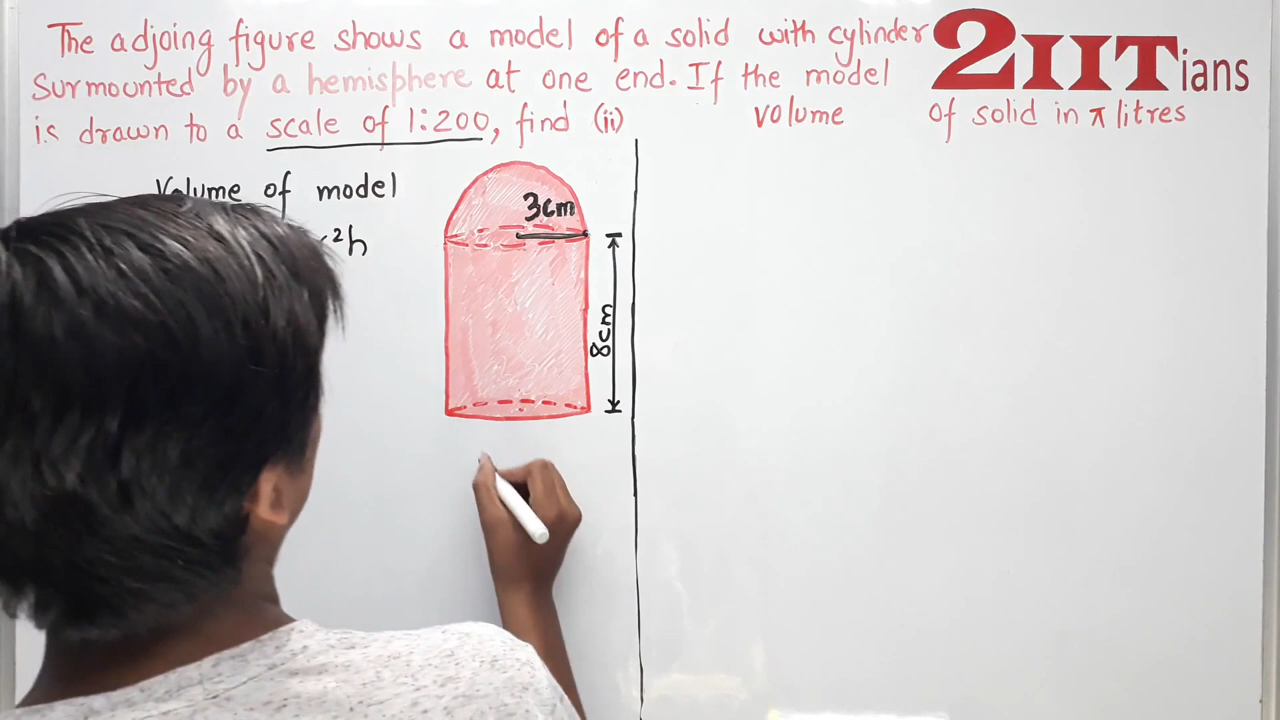 The adjoing figure shows a model of a solid with cylinder
surmounted by a hemisphere at one end. If the model
is drawn to a scale of 1:200, find (ii) volume of solid in π litres
2IITians
Volume of model
²h
3cm
8cm